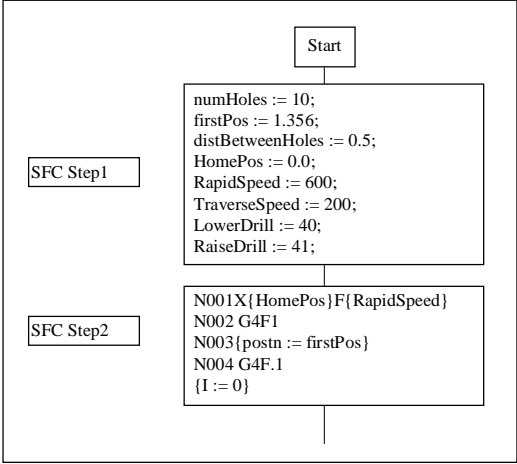 Start
SFC Step1
numHoles := 10;
firstPos := 1.356;
distBetweenHoles := 0.5;
HomePos := 0.0;
RapidSpeed := 600;
TraverseSpeed := 200;
LowerDrill := 40;
RaiseDrill := 41;
SFC Step2
N001X{HomePos}F{RapidSpeed}
N002 G4F1
N003{postn := firstPos}
N004 G4F.1
{I := 0}